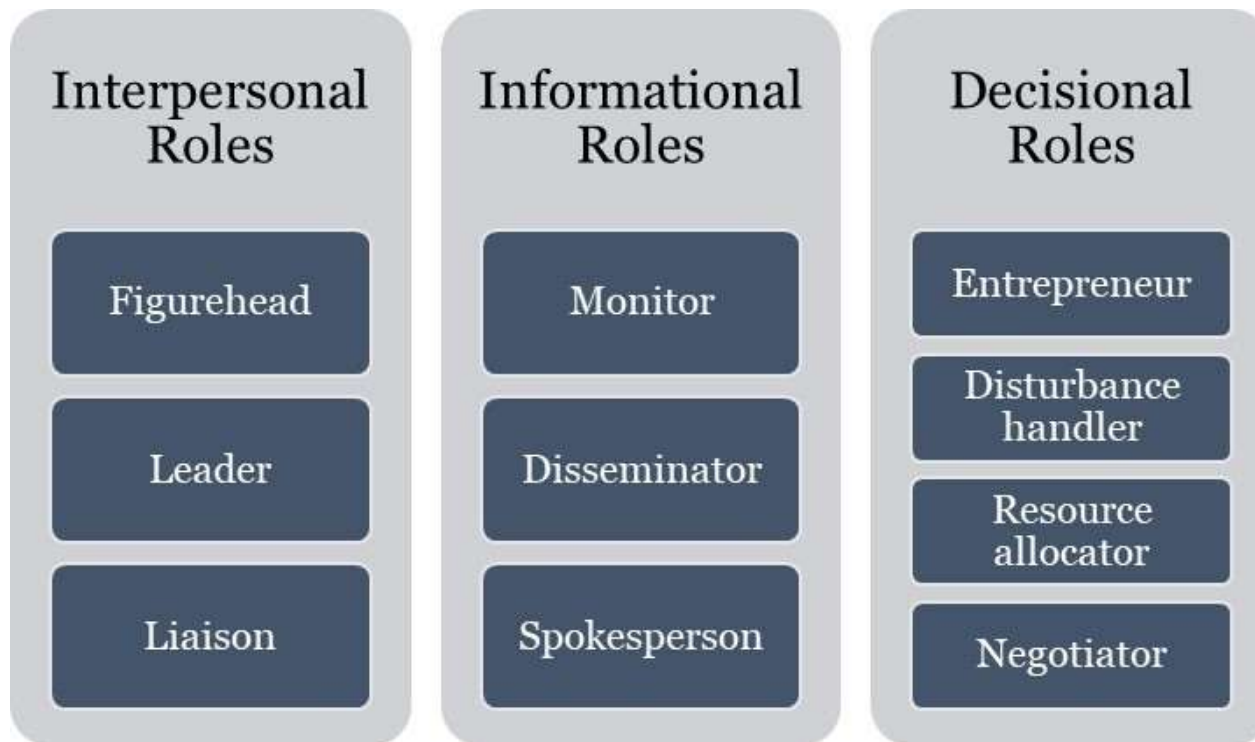 Interpersonal
Roles
Figurehead
Leader
Liaison
Informational
Roles
Monitor
Disseminator
Spokesperson
Decisional
Roles
Entrepreneur
Disturbance
handler
Resource
allocator
Negotiator